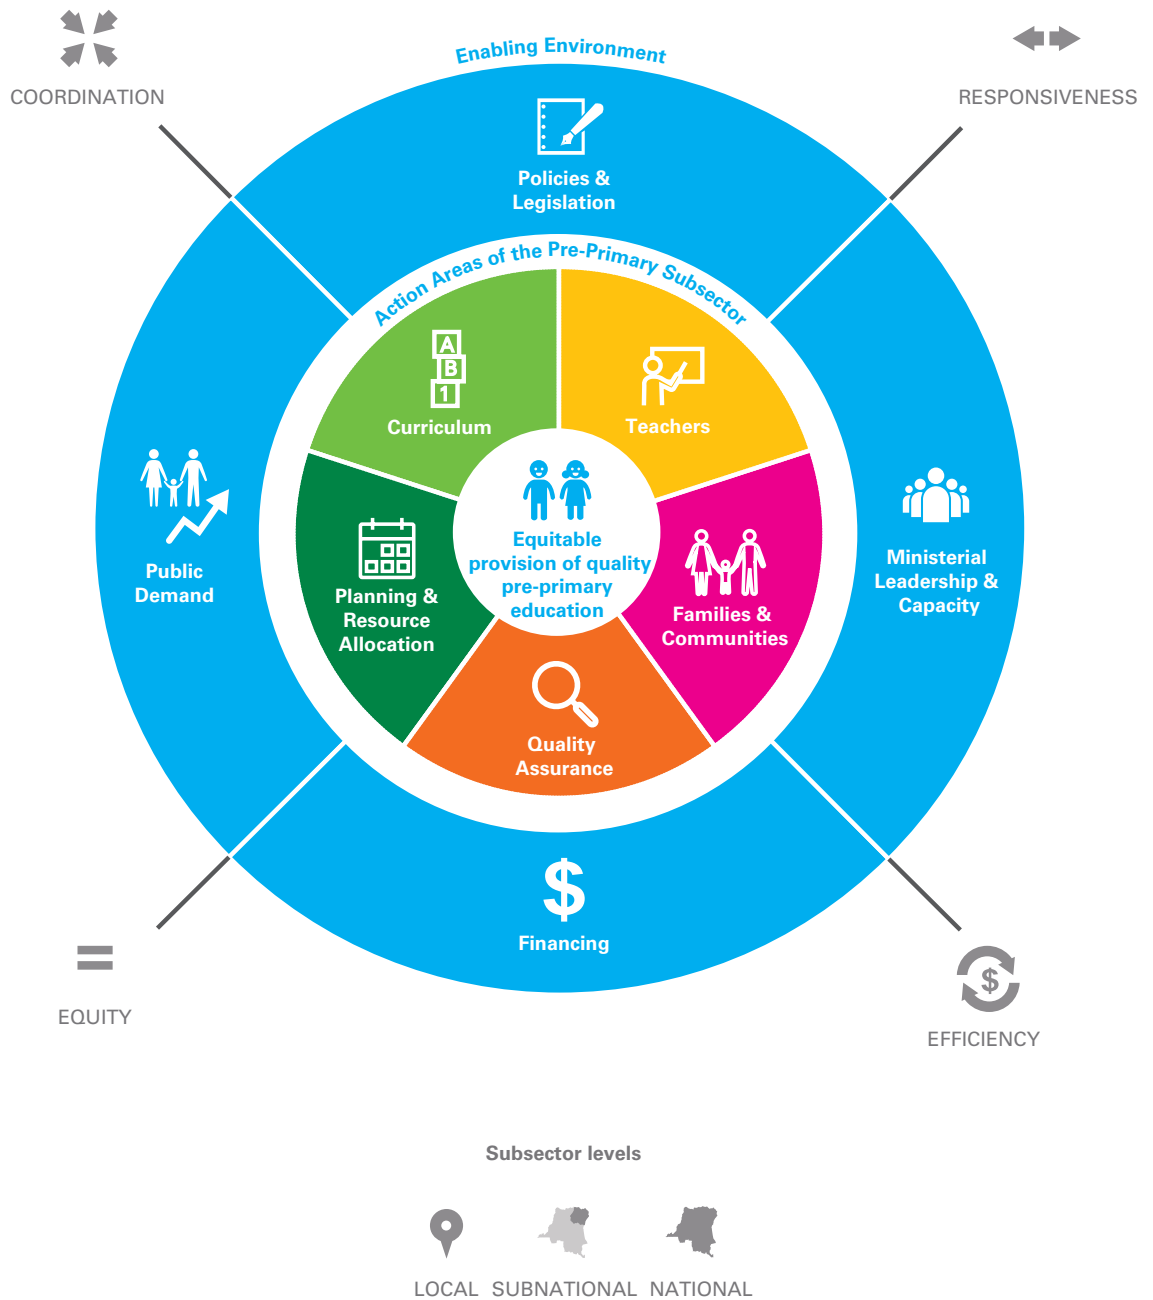 Enabling Environment
COORDINATION
RESPONSIVENESS
Policies &
Legislation
Action Areas of the Pre-Primary Subsector
A
B
1
Curriculum
Teachers
Public
Demand
Equitable
provision of quality
pre-primary
education
Ministerial
Leadership &
Capacity
Planning &
Resource
Allocation
Families &
Communities
Quality
Assurance
$
Financing
EQUITY
$
EFFICIENCY
Subsector levels
LOCAL SUBNATIONAL NATIONAL